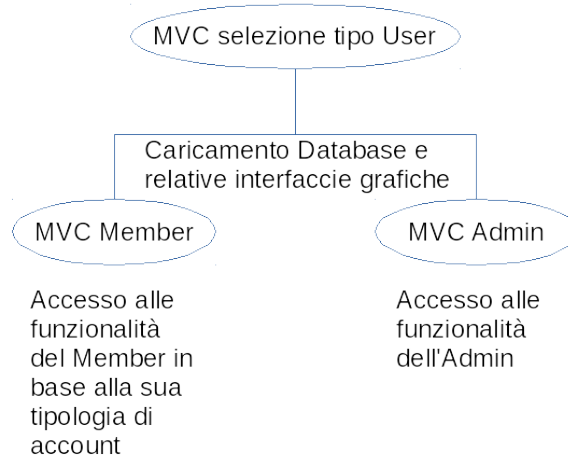 MVC selezione tipo User
Caricamento Database e
relative interfaccie grafiche
MVC Member
MVC Admin
Accesso alle
funzionalità
del Member in
base alla sua
tipologia di
account
Accesso alle
funzionalità
dell'Admin